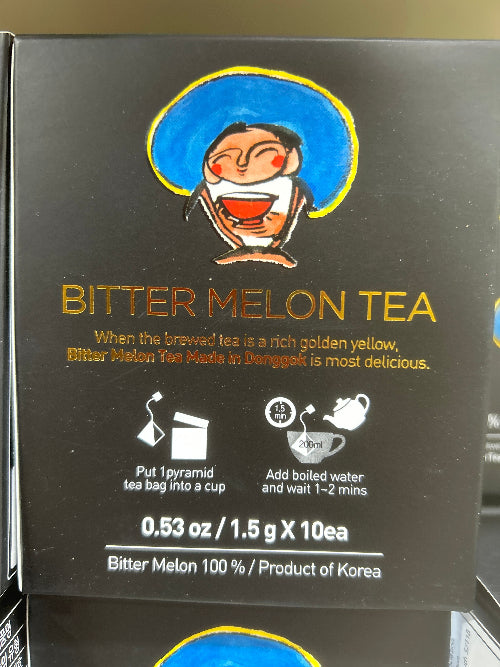 BITTER MELON TEA
When the brewed tea is a rich golden yellow,
Bitter Melon Tea Made in Donggok is most delicious.
1.5
min
200ml
Put 1pyramid
tea bag into a cup
Add boiled water
and wait 1~2 mins
0.53 oz / 1.5 g X 10ea
Bitter Melon 100 % / Product of Korea